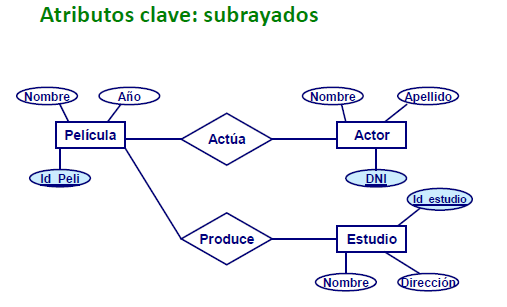 Atributos clave: subrayados
Nombre
Año
Nombre
Apellido
Película
Actúa
Actor
Id_Peli
DNI
Id_estudio
Produce
Estudio
Nombre
Dirección